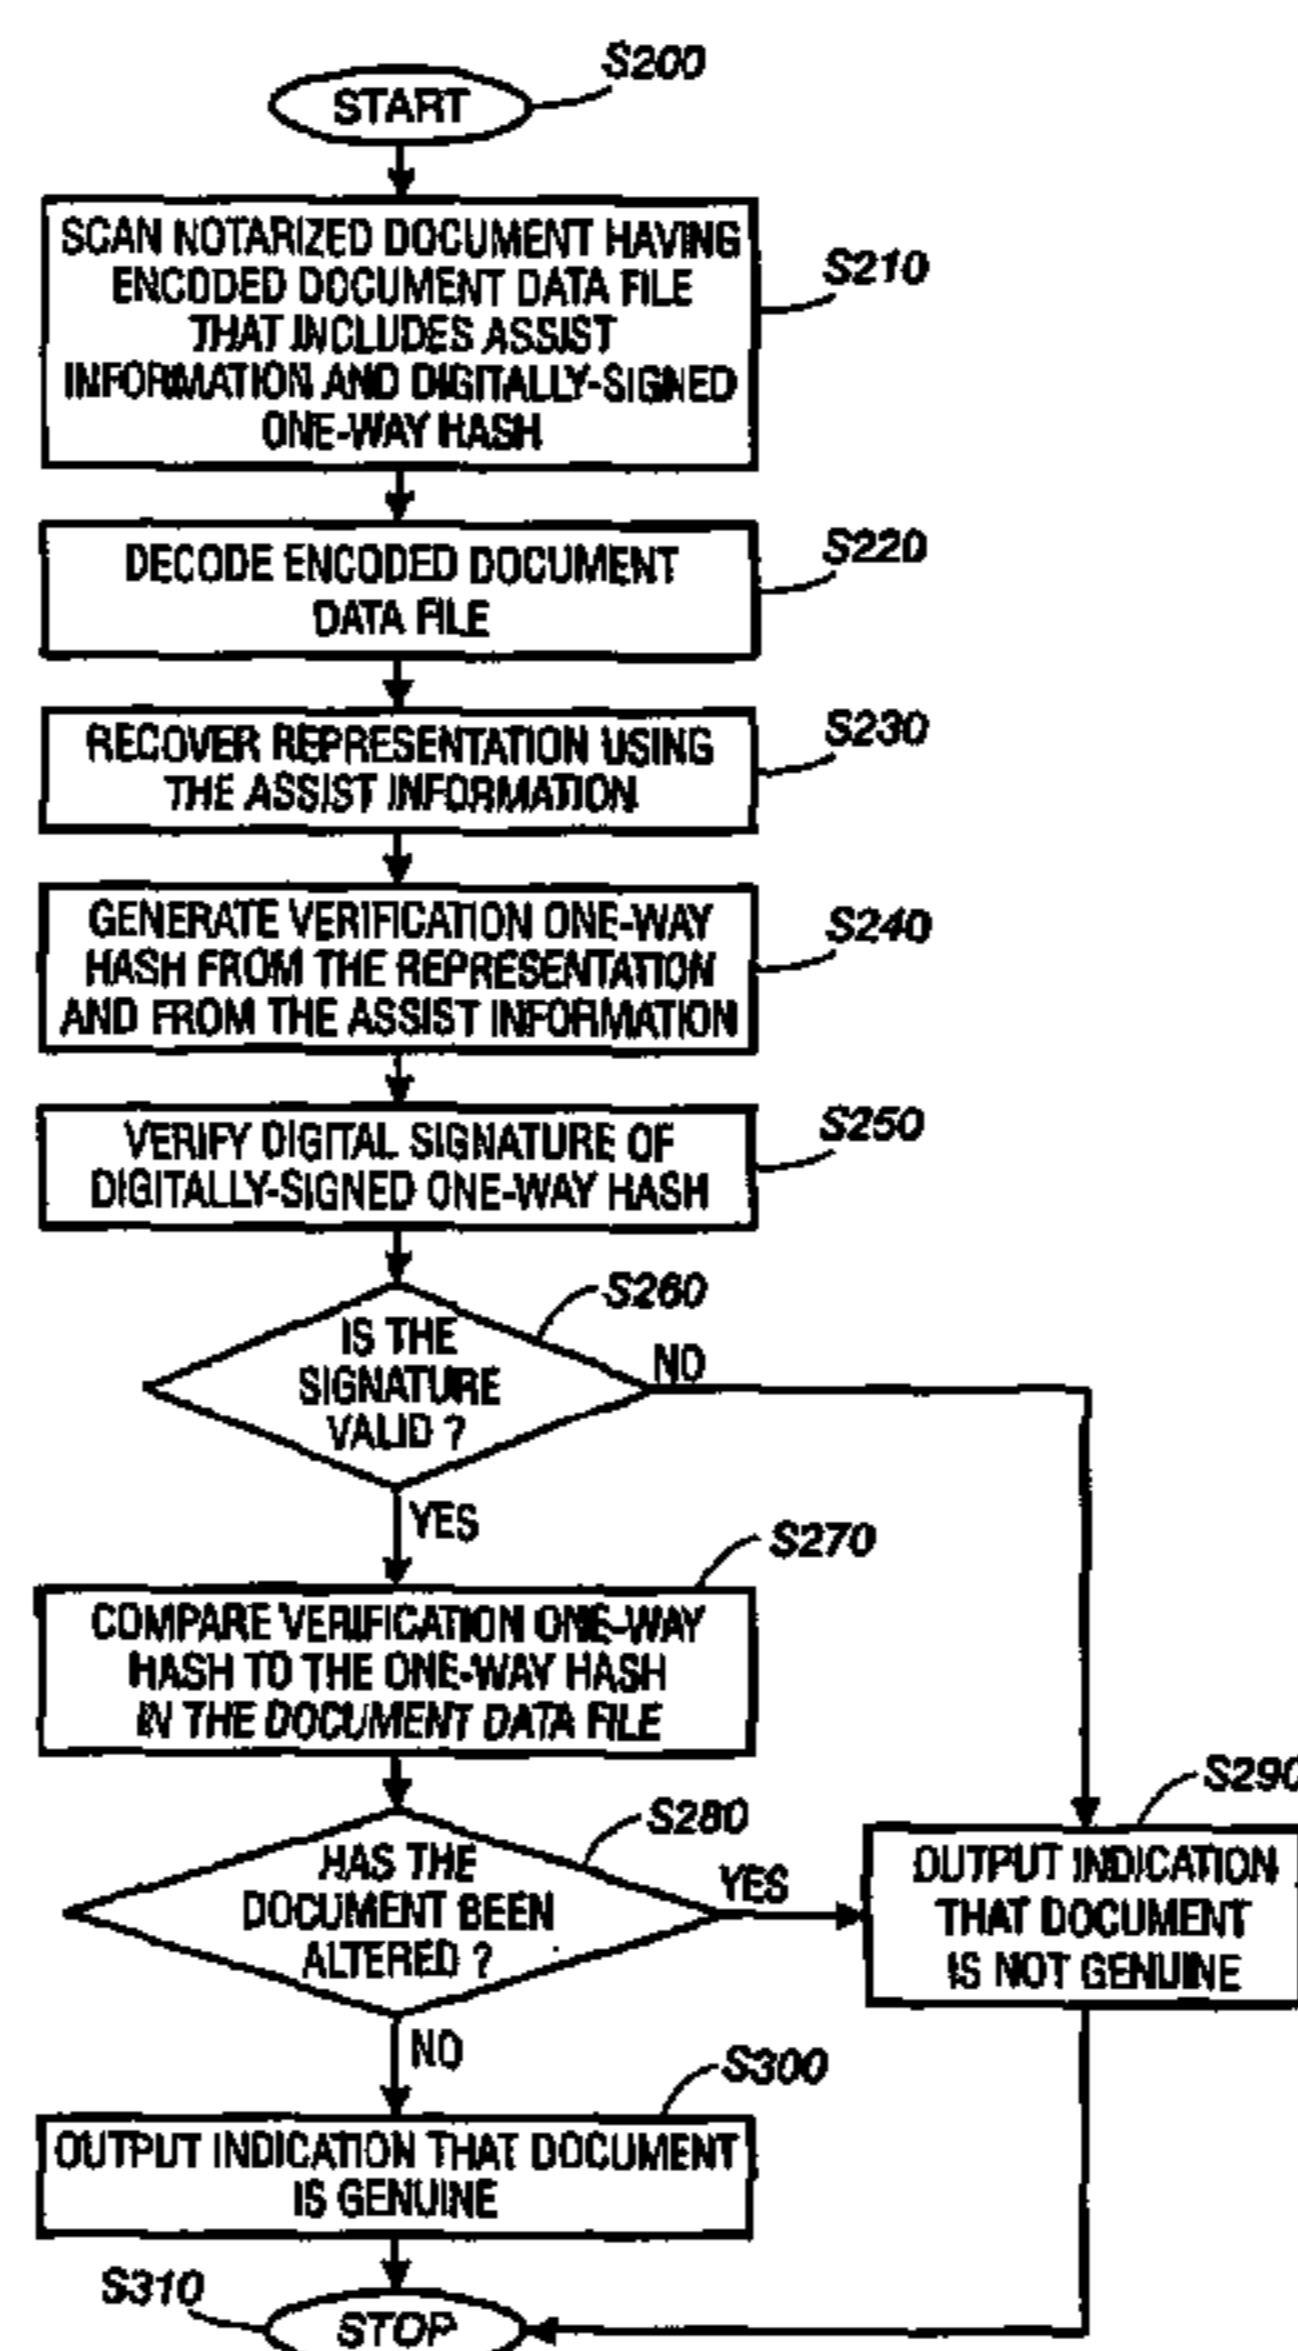 S200
START
SCAN NOTARIZED DOCUMENT HAVING
ENCODED DOCUMENT DATA FILE
THAT INCLUDES ASSIST
INFORMATION AND DIGITALLY-SIGNED
ONE-WAY HASH
S210
DECODE ENCODED DOCUMENT
DATA FILE
S220
RECOVER REPRESENTATION USING
THE ASSIST INFORMATION
S230
GENERATE VERIFICATION ONE-WAY
HASH FROM THE REPRESENTATION
AND FROM THE ASSIST INFORMATION
S240
VERIFY DIGITAL SIGNATURE OF
DIGITALLY-SIGNED ONE-WAY HASH
S250
IS THE
SIGNATURE
VALID ?
S260
NO
YES
S270
COMPARE VERIFICATION ONE-WAY
HASH TO THE ONE-WAY HASH
IN THE DOCUMENT DATA FILE
S280
HAS THE
DOCUMENT BEEN
ALTERED ?
YES
S290
OUTPUT INDICATION
THAT DOCUMENT
IS NOT GENUINE
NO
S300
OUTPUT INDICATION THAT DOCUMENT
IS GENUINE
S310
STOP